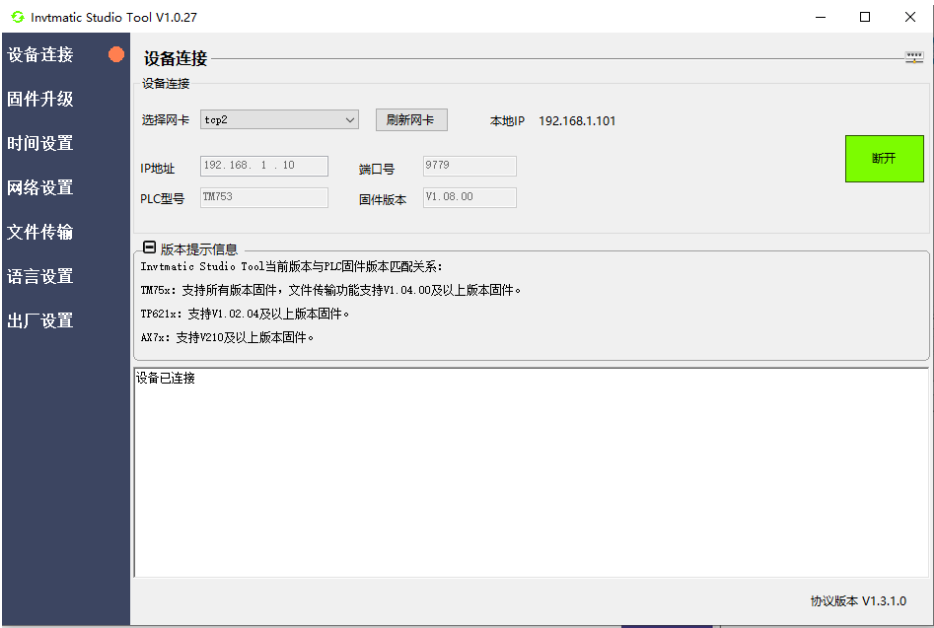 Invtmatic Studio Tool V1.0.27
设备连接
固件升级
时间设置
网络设置
文件传输
语言设置
出厂设置
设备连接
设备连接
选择网卡 tcp2 刷新网卡 本地IP 192.168.1.101
IP地址 192.168. 1 . 10 端口号 9779
断开
PLC型号 TM753 固件版本 V1.08.00
版本提示信息
Invtmatic Studio Tool当前版本与PLC固件版本匹配关系:
TM75x: 支持所有版本固件，文件传输功能支持V1.04.00及以上版本固件。
TP621x: 支持V1.02.04及以上版本固件。
AX7x: 支持V210及以上版本固件。
设备已连接
协议版本 V1.3.1.0